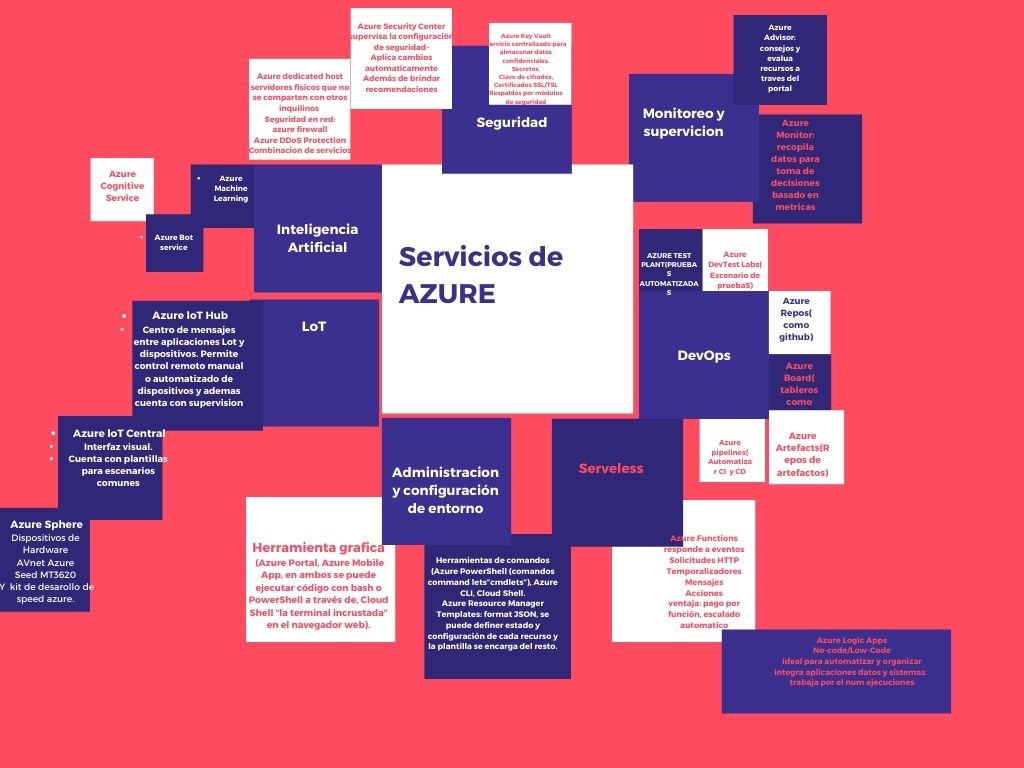 Azure Security Center
supervisa la configuración
de seguridad-
Aplica cambios
automaticamente
Además de brindar
recomendaciones
Azure Key Vault
ervicio centralizado para
almacenar datos
confidenciales.
Secretos.
Clave de cifrados,
Certificados SSL/TSL
Respaldos por módulos
de seguridad
Azure
Advisor:
consejos y
evalua
recursos a
traves del
portal
Azure dedicated host
servidores físicos que no
se comparten con otros
inquilinos
Seguridad en red:
azure firewall
Azure DDoS Protection
Combinacion de servicios
Seguridad
Monitoreo y
supervicion
Azure
Monitor:
recopila
datos para
toma de
decisiones
basado en
metricas
Azure
Cognitive
Service
• Azure
Machine
Learning
• Azure Bot
service
Inteligencia
Artificial
Servicios de
AZURE
AZURE TEST
PLANT(PRUEBA
S
AUTOMATIZADA
S
Azure
DevTest Labs(
Escenario de
pruebaS)
DevOps
Azure
Repos(
como
github)
Azure
Board(
tableros
como
Azure
pipelines(
Automatiza
r CI y CD
Azure
Artefacts(R
epos de
artefactos)
LoT
• Azure loT Hub
• Centro de mensajes
entre aplicaciones Lot y
dispositivos. Permite
control remoto manual
o automatizado de
dispositivos y ademas
cuenta con supervision
• Azure loT Central
• Interfaz visual.
• Cuenta con plantillas
para escenarios
comunes
Azure Sphere
Dispositivos de
Hardware
AVnet Azure
Seed MT3620
Y kit de desarollo de
speed azure.
Administracion
y configuración
de entorno
Serveless
Herramienta grafica
(Azure Portal, Azure Mobile
App, en ambos se puede
ejecutar código con bash o
PowerShell a través de, Cloud
Shell "la terminal incrustada"
en el navegador web).
Herramientas de comandos
(Azure PowerShell (comandos
command lets"cmdlets"), Azure
CLI, Cloud Shell.
Azure Resource Manager
Templates: format JSON, se
puede definer estado y
configuración de cada recurso y
la plantilla se encarga del resto.
Azure Functions
responde a eventos
Solicitudes HTTP
Temporalizadores
Mensajes
Acciones
ventaja: pago por
función, escalado
automatico
Azure Logic Apps
No-code/Low-Code
ideal para automatizar y organizar
integra aplicaciones datos y sistemas.
trabaja por el num ejecuciones